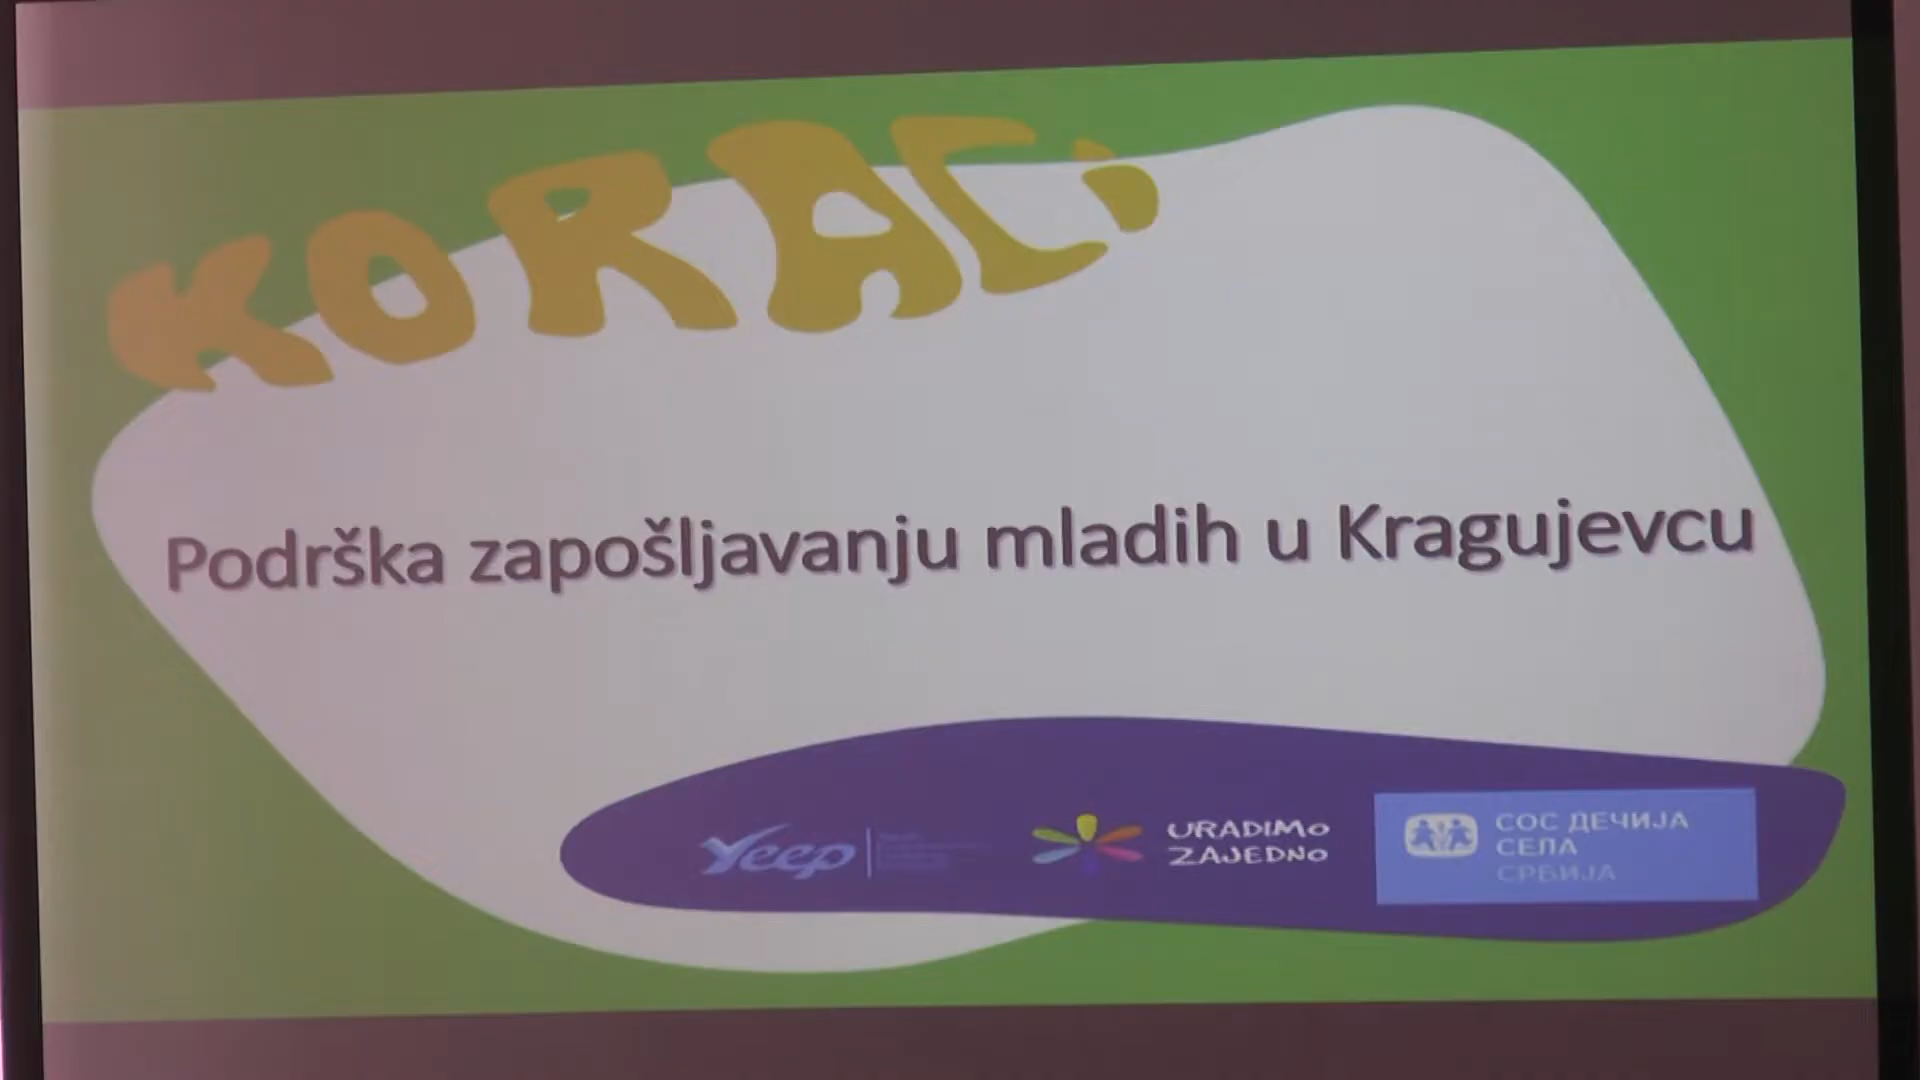 KORACI
Podrška zapošljavanju mladih u Kragujevcu
Yeep
URADIMO
ZAJEDNO
СОС ДЕЧИЈА
СЕЛА
СРБИЈА